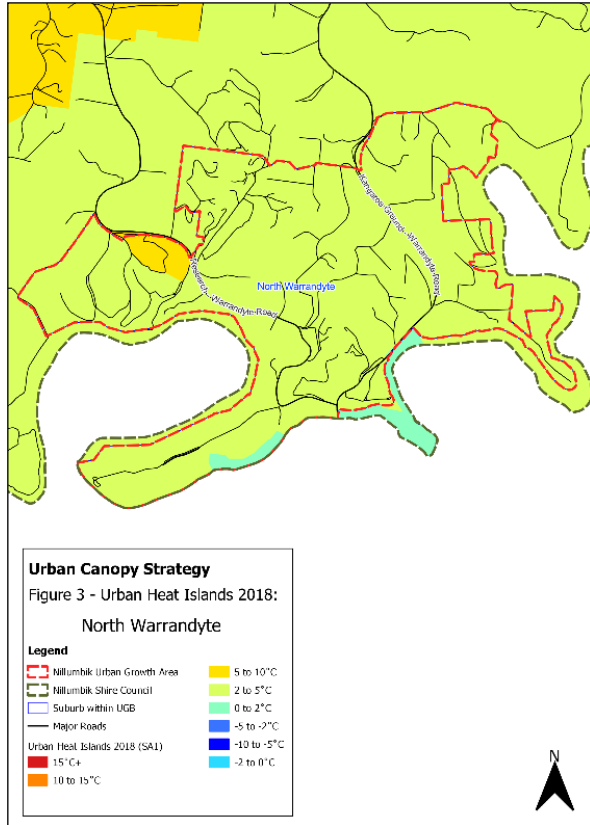 Kangaroo Ground - Warrandyte-Road
North Warrandyte
Research - Warrandyte-Road
Urban Canopy Strategy
Figure 3 - Urban Heat Islands 2018:
North Warrandyte
Legend
Nillumbik Urban Growth Area
Nillumbik Shire Council
Suburb within UGB
Major Roads
Urban Heat Islands 2018 (SA1)
15°C+
10 to 15°C
5 to 10°C
2 to 5°C
0 to 2°C
-5 to -2°C
-10 to -5°C
-2 to 0°C
N